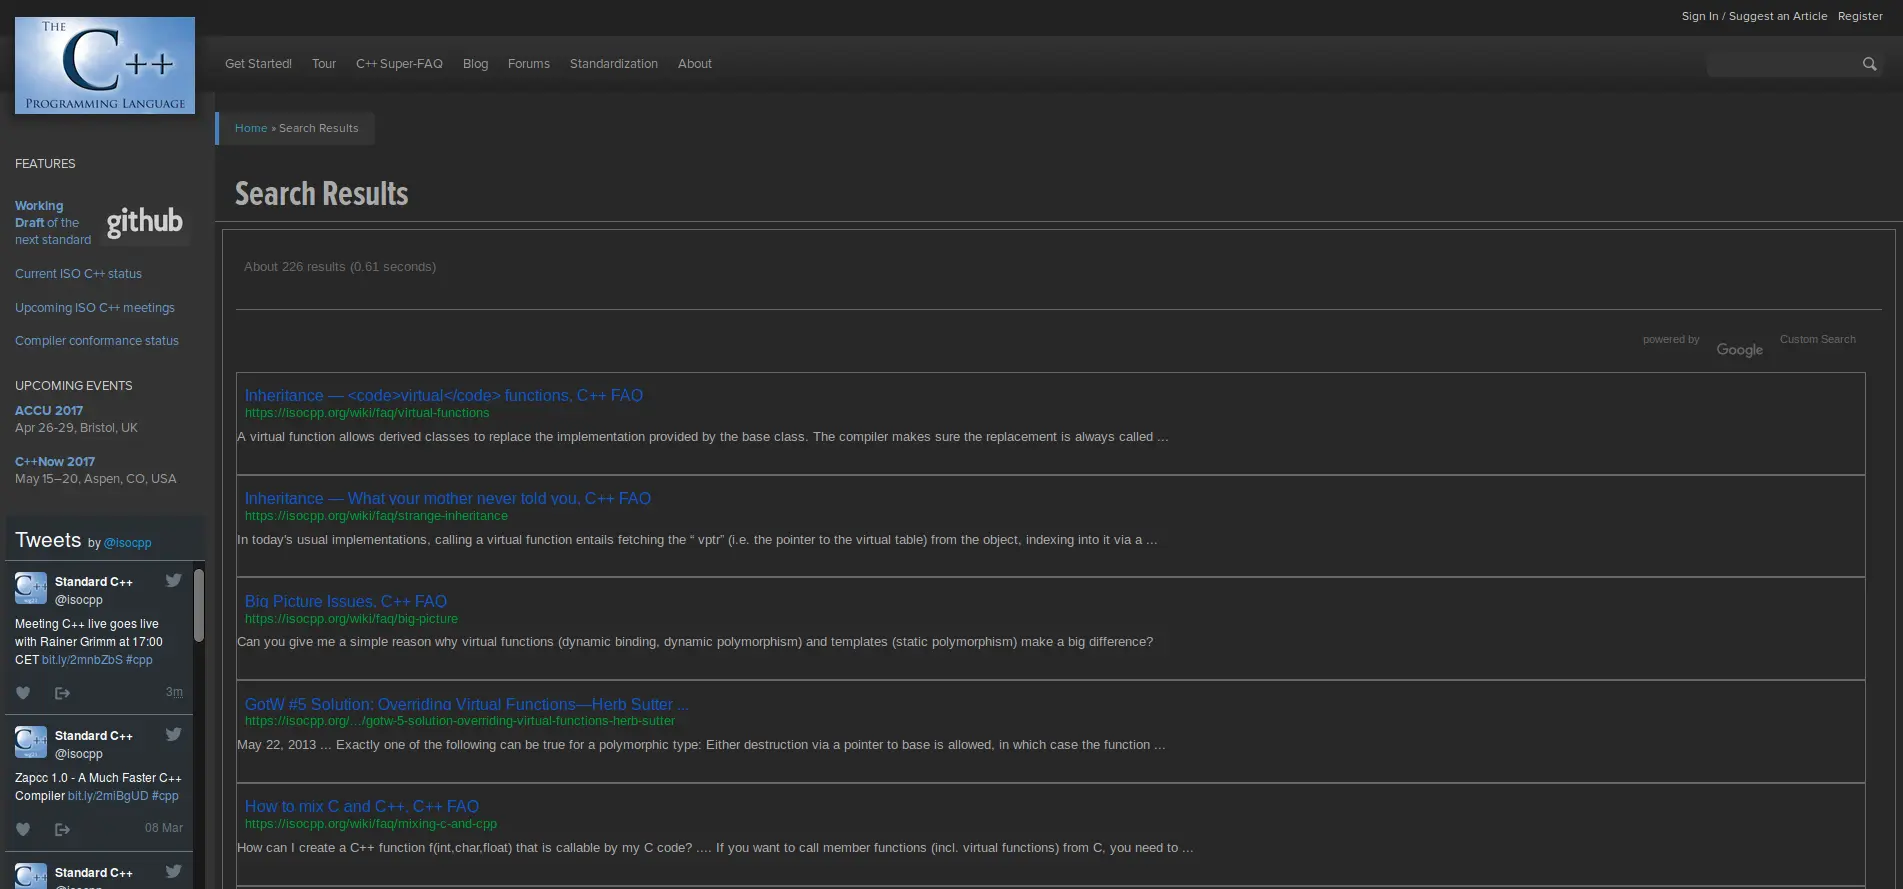 Sign In / Suggest an Article Register
THE
C++
PROGRAMMING LANGUAGE
Get Started! Tour C++ Super-FAQ Blog Forums Standardization About
Home » Search Results
FEATURES
Working
Draft of the
next standard
github
Current ISO C++ status
Upcoming ISO C++ meetings
Compiler conformance status
UPCOMING EVENTS
ACCU 2017
Apr 26-29, Bristol, UK
C++Now 2017
May 15–20, Aspen, CO, USA
Tweets by @isocpp
Standard C++
@isocpp
Meeting C++ live goes live
with Rainer Grimm at 17:00
CET bit.ly/2mnbZbS #cpp
3m
Standard C++
@isocpp
Zapcc 1.0 - A Much Faster C++
Compiler bit.ly/2miBgUD #cpp
08 Mar
Standard C++
@isocpp
Search Results
About 226 results (0.61 seconds)
powered by Google Custom Search
Inheritance — <code>virtual</code> functions, C++ FAQ
https://isocpp.org/wiki/faq/virtual-functions
A virtual function allows derived classes to replace the implementation provided by the base class. The compiler makes sure the replacement is always called ...
Inheritance — What your mother never told you, C++ FAQ
https://isocpp.org/wiki/faq/strange-inheritance
In today's usual implementations, calling a virtual function entails fetching the “ vptr” (i.e. the pointer to the virtual table) from the object, indexing into it via a ...
Big Picture Issues, C++ FAQ
https://isocpp.org/wiki/faq/big-picture
Can you give me a simple reason why virtual functions (dynamic binding, dynamic polymorphism) and templates (static polymorphism) make a big difference?
GotW #5 Solution: Overriding Virtual Functions—Herb Sutter ...
https://isocpp.org/.../gotw-5-solution-overriding-virtual-functions-herb-sutter
May 22, 2013 ... Exactly one of the following can be true for a polymorphic type: Either destruction via a pointer to base is allowed, in which case the function ...
How to mix C and C++, C++ FAQ
https://isocpp.org/wiki/faq/mixing-c-and-cpp
How can I create a C++ function f(int,char,float) that is callable by my C code? .... If you want to call member functions (incl. virtual functions) from C, you need to ...